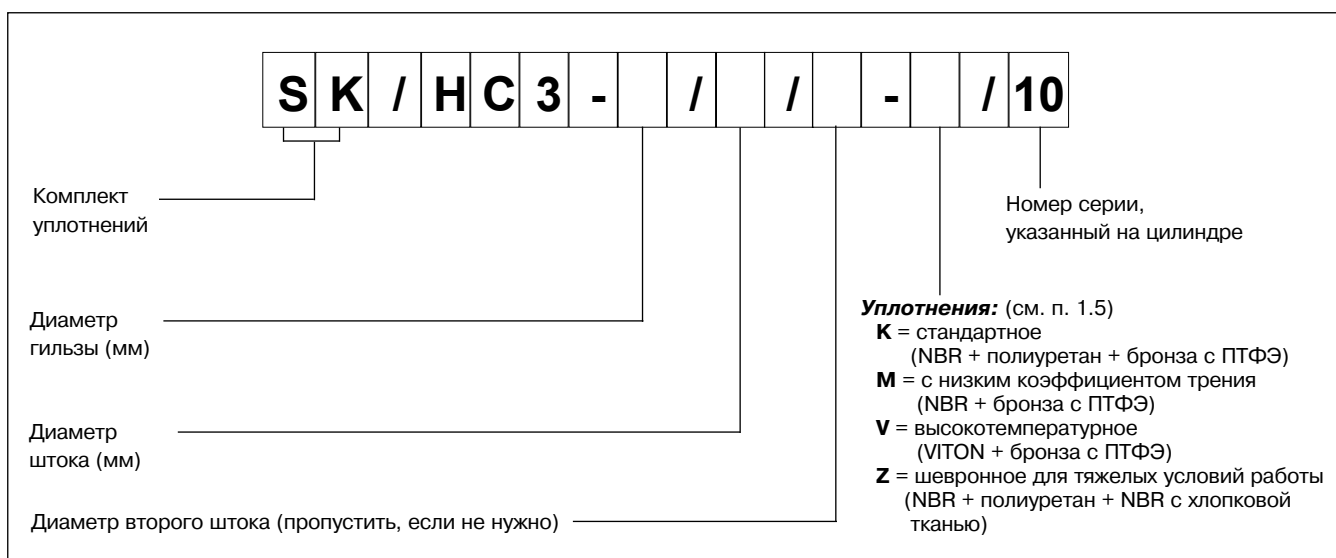 SK/HC3- / / - /10
Комплект
уплотнений
Номер серии,
указанный на цилиндре
Диаметр
гильзы (мм)
Диаметр
штока (мм)
Диаметр второго штока (пропустить, если не нужно)
Уплотнения: (см. п. 1.5)
K = стандартное
(NBR + полиуретан + бронза с ПТФЭ)
M = с низким коэффициентом трения
(NBR + бронза с ПТФЭ)
V = высокотемпературное
(VITON + бронза с ПТФЭ)
Z = шевронное для тяжелых условий работы
(NBR + полиуретан + NBR с хлопковой
тканью)